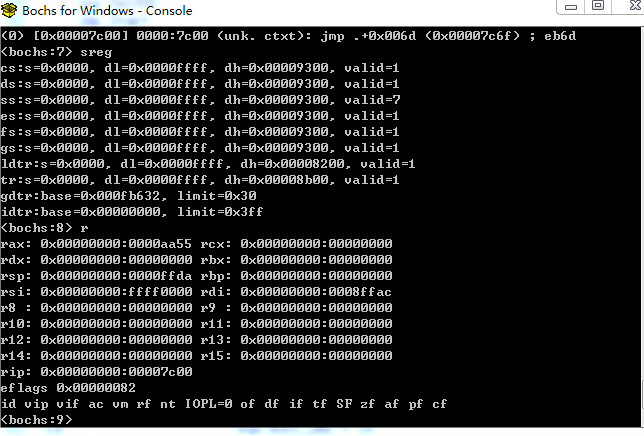 Bochs for Windows - Console
(0) [0x00007c00] 0000:7c00 (unk. ctxt): jmp .+0x006d (0x00007c6f) ; eb6d
<bochs:7> sreg
cs:s=0x0000, dl=0x0000ffff, dh=0x00009300, valid=1
ds:s=0x0000, dl=0x0000ffff, dh=0x00009300, valid=1
ss:s=0x0000, dl=0x0000ffff, dh=0x00009300, valid=7
es:s=0x0000, dl=0x0000ffff, dh=0x00009300, valid=1
fs:s=0x0000, dl=0x0000ffff, dh=0x00009300, valid=1
gs:s=0x0000, dl=0x0000ffff, dh=0x00009300, valid=1
ldtr:s=0x0000, dl=0x0000ffff, dh=0x00008200, valid=1
tr:s=0x0000, dl=0x0000ffff, dh=0x00008b00, valid=1
gdtr:base=0x000fb632, limit=0x30
idtr:base=0x00000000, limit=0x3ff
<bochs:8> r
rax: 0x00000000:0000aa55 rcx: 0x00000000:00000000
rdx: 0x00000000:00000000 rbx: 0x00000000:00000000
rsp: 0x00000000:0000ffda rbp: 0x00000000:00000000
rsi: 0x00000000:ffff0000 rdi: 0x00000000:0008ffac
r8 : 0x00000000:00000000 r9 : 0x00000000:00000000
r10: 0x00000000:00000000 r11: 0x00000000:00000000
r12: 0x00000000:00000000 r13: 0x00000000:00000000
r14: 0x00000000:00000000 r15: 0x00000000:00000000
rip: 0x00000000:00007c00
eflags 0x00000082
id vip vif ac vm rf nt IOPL=0 of df if tf SF zf af pf cf
<bochs:9>